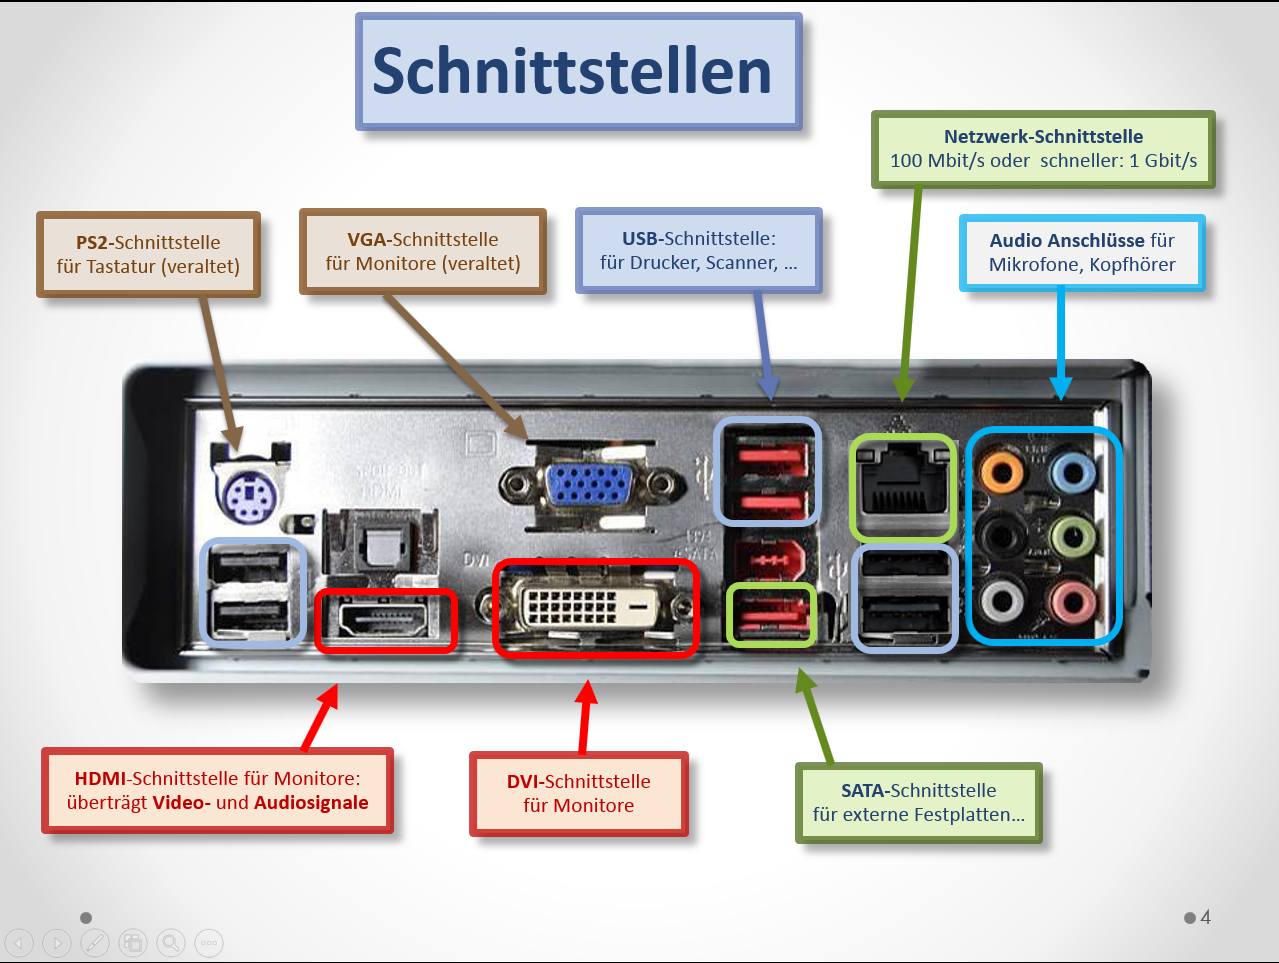 Schnittstellen
Netzwerk-Schnittstelle
100 Mbit/s oder schneller: 1 Gbit/s
PS2-Schnittstelle
für Tastatur (veraltet)
VGA-Schnittstelle
für Monitore (veraltet)
USB-Schnittstelle:
für Drucker, Scanner, ...
Audio Anschlüsse für
Mikrofone, Kopfhörer
HDMI
DVI
HDMI-Schnittstelle für Monitore:
überträgt Video- und Audiosignale
DVI-Schnittstelle
für Monitore
SATA-Schnittstelle
für externe Festplatten...
4